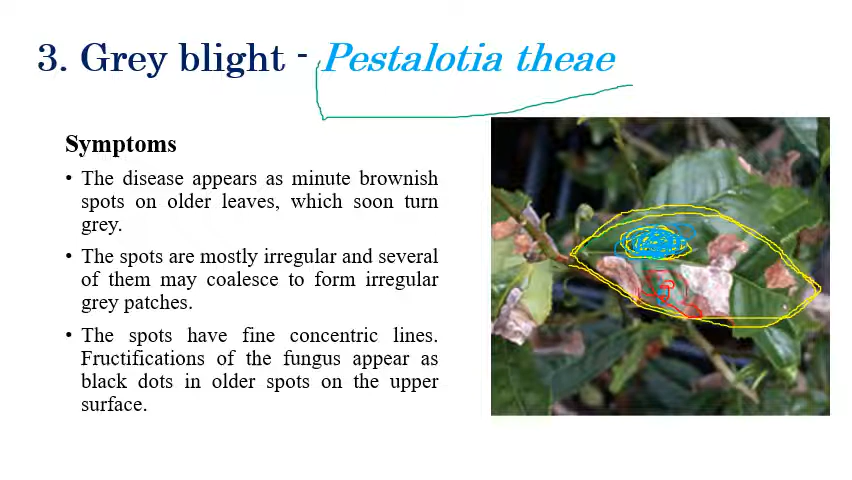 3. Grey blight - Pestalotia theae
Symptoms
• The disease appears as minute brownish
spots on older leaves, which soon turn
grey.
• The spots are mostly irregular and several
of them may coalesce to form irregular
grey patches.
• The spots have fine concentric lines.
Fructifications of the fungus appear as
black dots in older spots on the upper
surface.